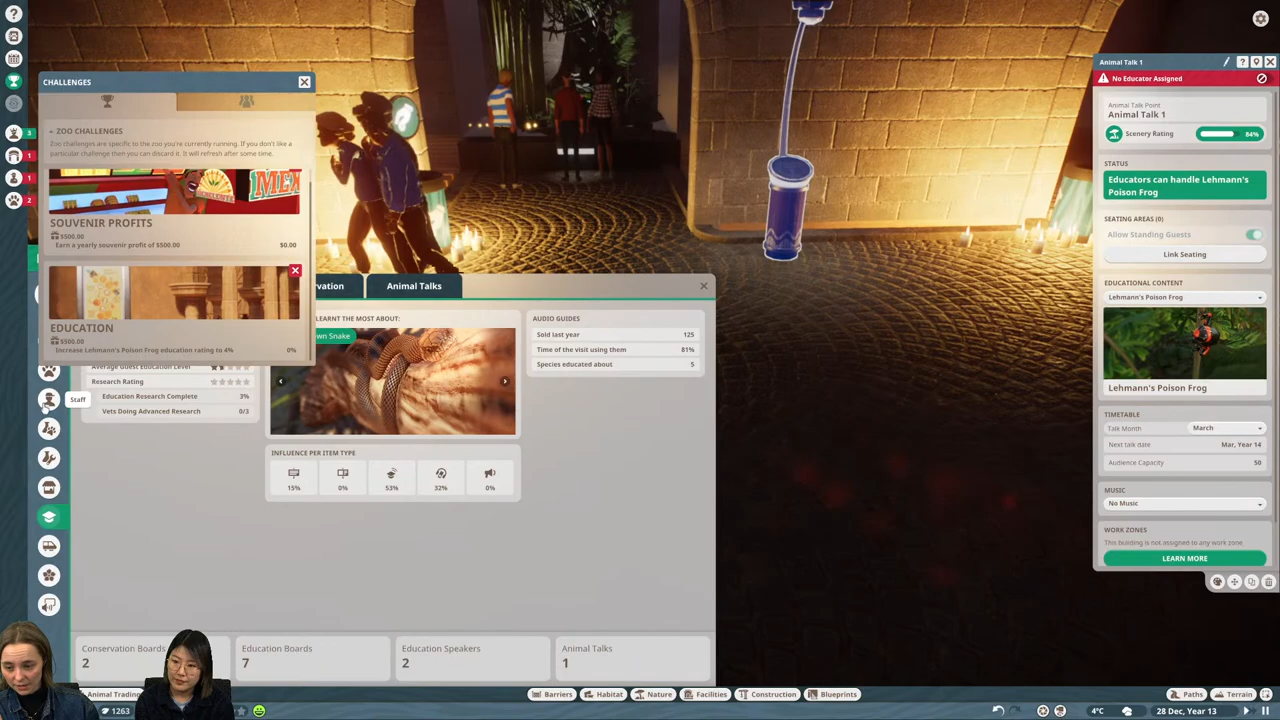 CHALLENGES
ZOO CHALLENGES
Zoo challenges are specific to the zoo you're currently running. If you don't like a
particular challenge then you can discard it. It will refresh after some time.
MEX
SOUVENIR PROFITS
$500.00
Earn a yearly souvenir profit of $500.00 $0.00
EDUCATION
$500.00
Increase Lehmann's Poison Frog education rating to 4% 0%
3
1
1
2
Staff
vation
Animal Talks
LEARNT THE MOST ABOUT:
wn Snake
Average Guest Education Level
Research Rating
Education Research Complete 3%
Vets Doing Advanced Research 0/3
INFLUENCE PER ITEM TYPE
15% 0% 53% 32% 0%
AUDIO GUIDES
Sold last year 125
Time of the visit using them 81%
Species educated about 5
Conservation Boards
2
Education Boards
7
Education Speakers
2
Animal Talks
1
Animal Talk 1
No Educator Assigned
Animal Talk Point
Animal Talk 1
Scenery Rating 84%
STATUS
Educators can handle Lehmann's
Poison Frog
SEATING AREAS (0)
Allow Standing Guests
Link Seating
EDUCATIONAL CONTENT
Lehmann's Poison Frog
Lehmann's Poison Frog
TIMETABLE
Talk Month March
Next talk date Mar, Year 14
Audience Capacity 50
MUSIC
No Music
WORK ZONES
This building is not assigned to any work zone
LEARN MORE
Animal Trading
Barriers
Habitat
Nature
Facilities
Construction
Blueprints
Paths
Terrain
1263
4°C
28 Dec, Year 13